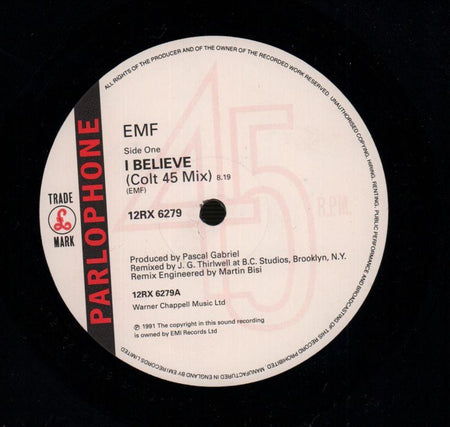 ALL RIGHTS OF THE PRODUCER AND OF THE OWNER OF THE RECORDED WORK RESERVED. UNAUTHORISED COPYING, HIRING, RENTING, PUBLIC PERFORMANCE AND BROADCASTING OF THIS RECORD PROHIBITED. MANUFACTURED IN ENGLAND BY EMI RECORDS LIMITED
PARLOPHONE
TRADE
£
MARK
45
R.P.M.
EMF
Side One
I BELIEVE
(Colt 45 Mix) 8.19
(EMF)
12RX 6279
Produced by Pascal Gabriel
Remixed by J. G. Thirlwell at B.C. Studios, Brooklyn, N.Y.
Remix Engineered by Martin Bisi
12RX 6279A
Warner Chappell Music Ltd
℗ 1991 The copyright in this sound recording
is owned by EMI Records Ltd